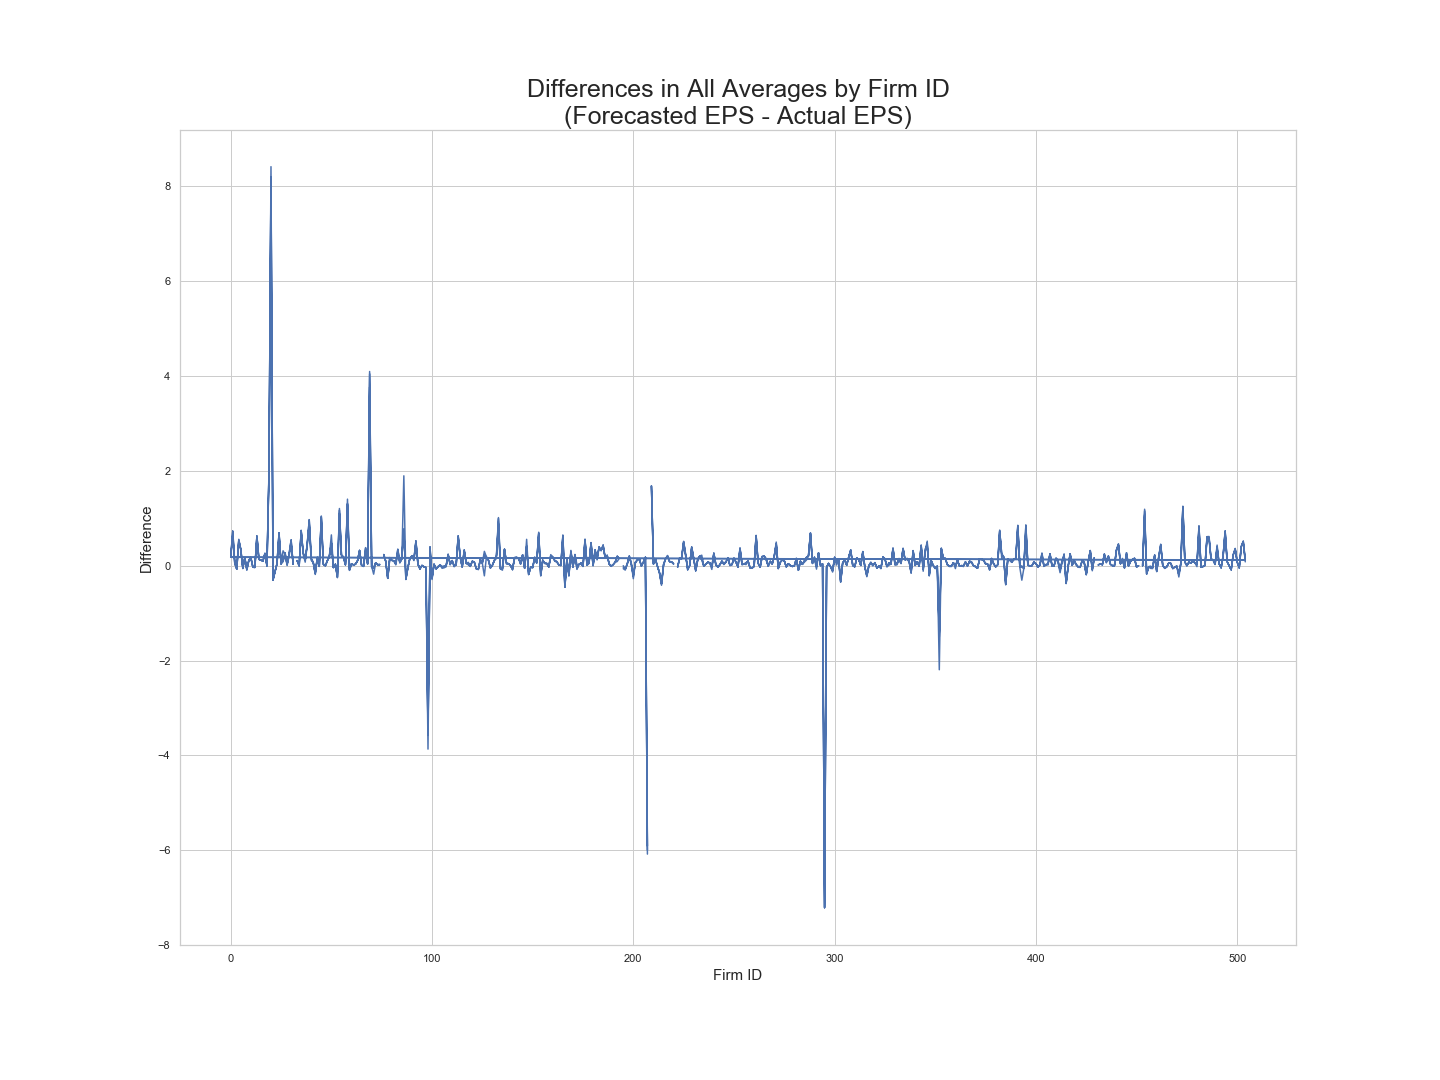 Differences in All Averages by Firm ID
(Forecasted EPS - Actual EPS)
8
6
4
2
0
−2
−4
−6
−8
Difference
0 100 200 300 400 500
Firm ID